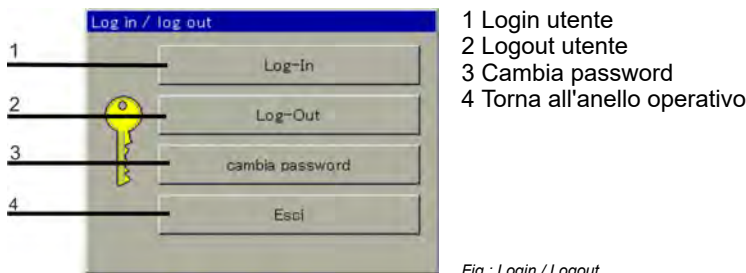 Log in / log out
1
Log-In
2
Log-Out
3
cambia password
4
Esci
1 Login utente
2 Logout utente
3 Cambia password
4 Torna all'anello operativo
Fig.: Login / Logout